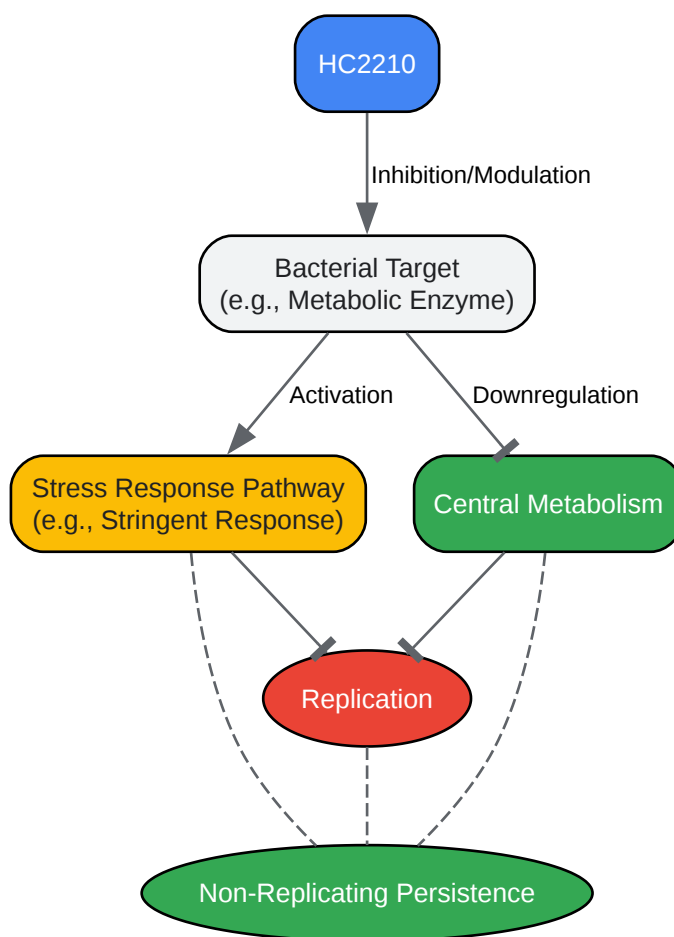 HC2210
Inhibition/Modulation
Bacterial Target
(e.g., Metabolic Enzyme)
Activation
Downregulation
Stress Response Pathway
(e.g., Stringent Response)
Central Metabolism
Replication
Non-Replicating Persistence